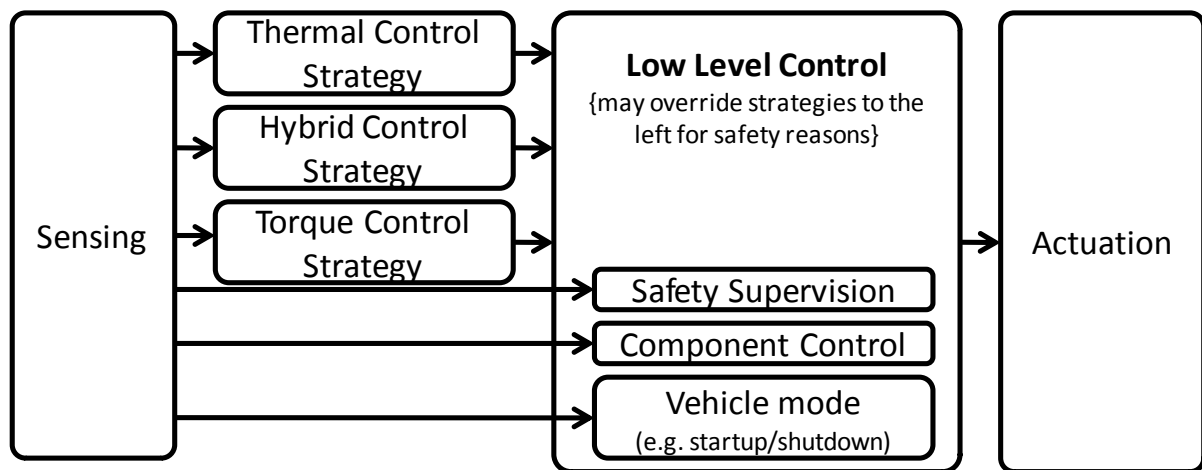 Sensing
Thermal Control
Strategy
Hybrid Control
Strategy
Torque Control
Strategy
Low Level Control
{may override strategies to the
left for safety reasons}
Safety Supervision
Component Control
Vehicle mode
(e.g. startup/shutdown)
Actuation